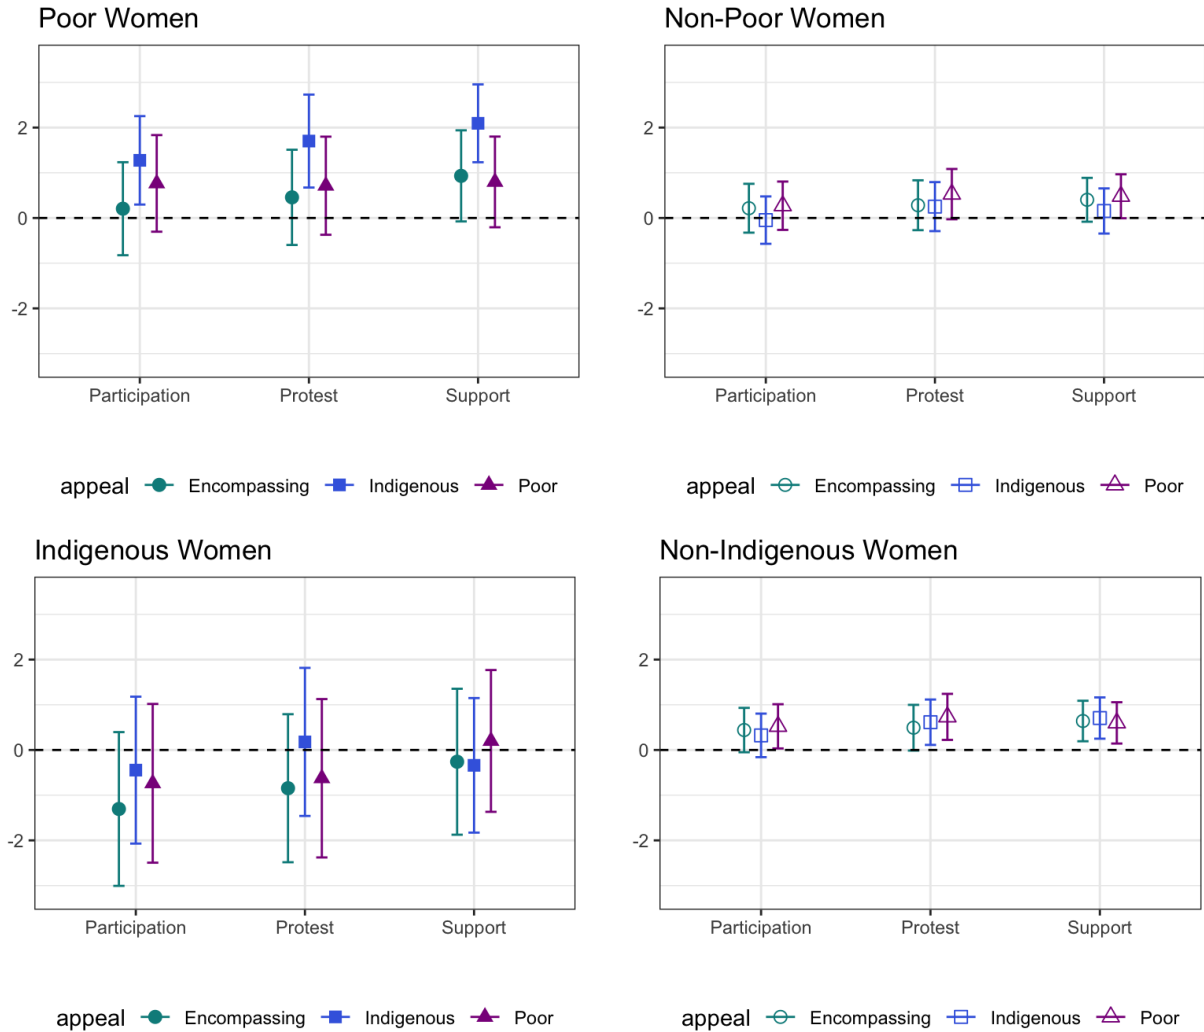 Poor Women
2
0
-2
Participation Protest Support
appeal Encompassing Indigenous Poor
Non-Poor Women
2
0
-2
Participation Protest Support
appeal Encompassing Indigenous Poor
Indigenous Women
2
0
-2
Participation Protest Support
appeal Encompassing Indigenous Poor
Non-Indigenous Women
2
0
-2
Participation Protest Support
appeal Encompassing Indigenous Poor